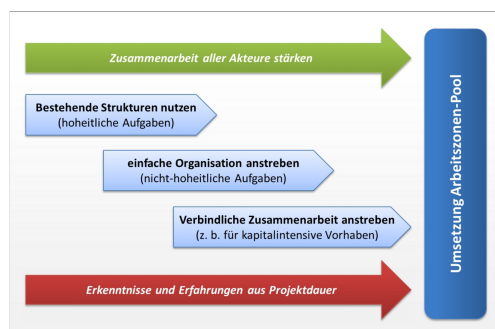 Zusammenarbeit aller Akteure stärken
Bestehende Strukturen nutzen
(hoheitliche Aufgaben)
einfache Organisation anstreben
(nicht-hoheitliche Aufgaben)
Verbindliche Zusammenarbeit anstreben
(z. b. für kapitalintensive Vorhaben)
Erkenntnisse und Erfahrungen aus Projektdauer
Umsetzung Arbeitszonen-Pool